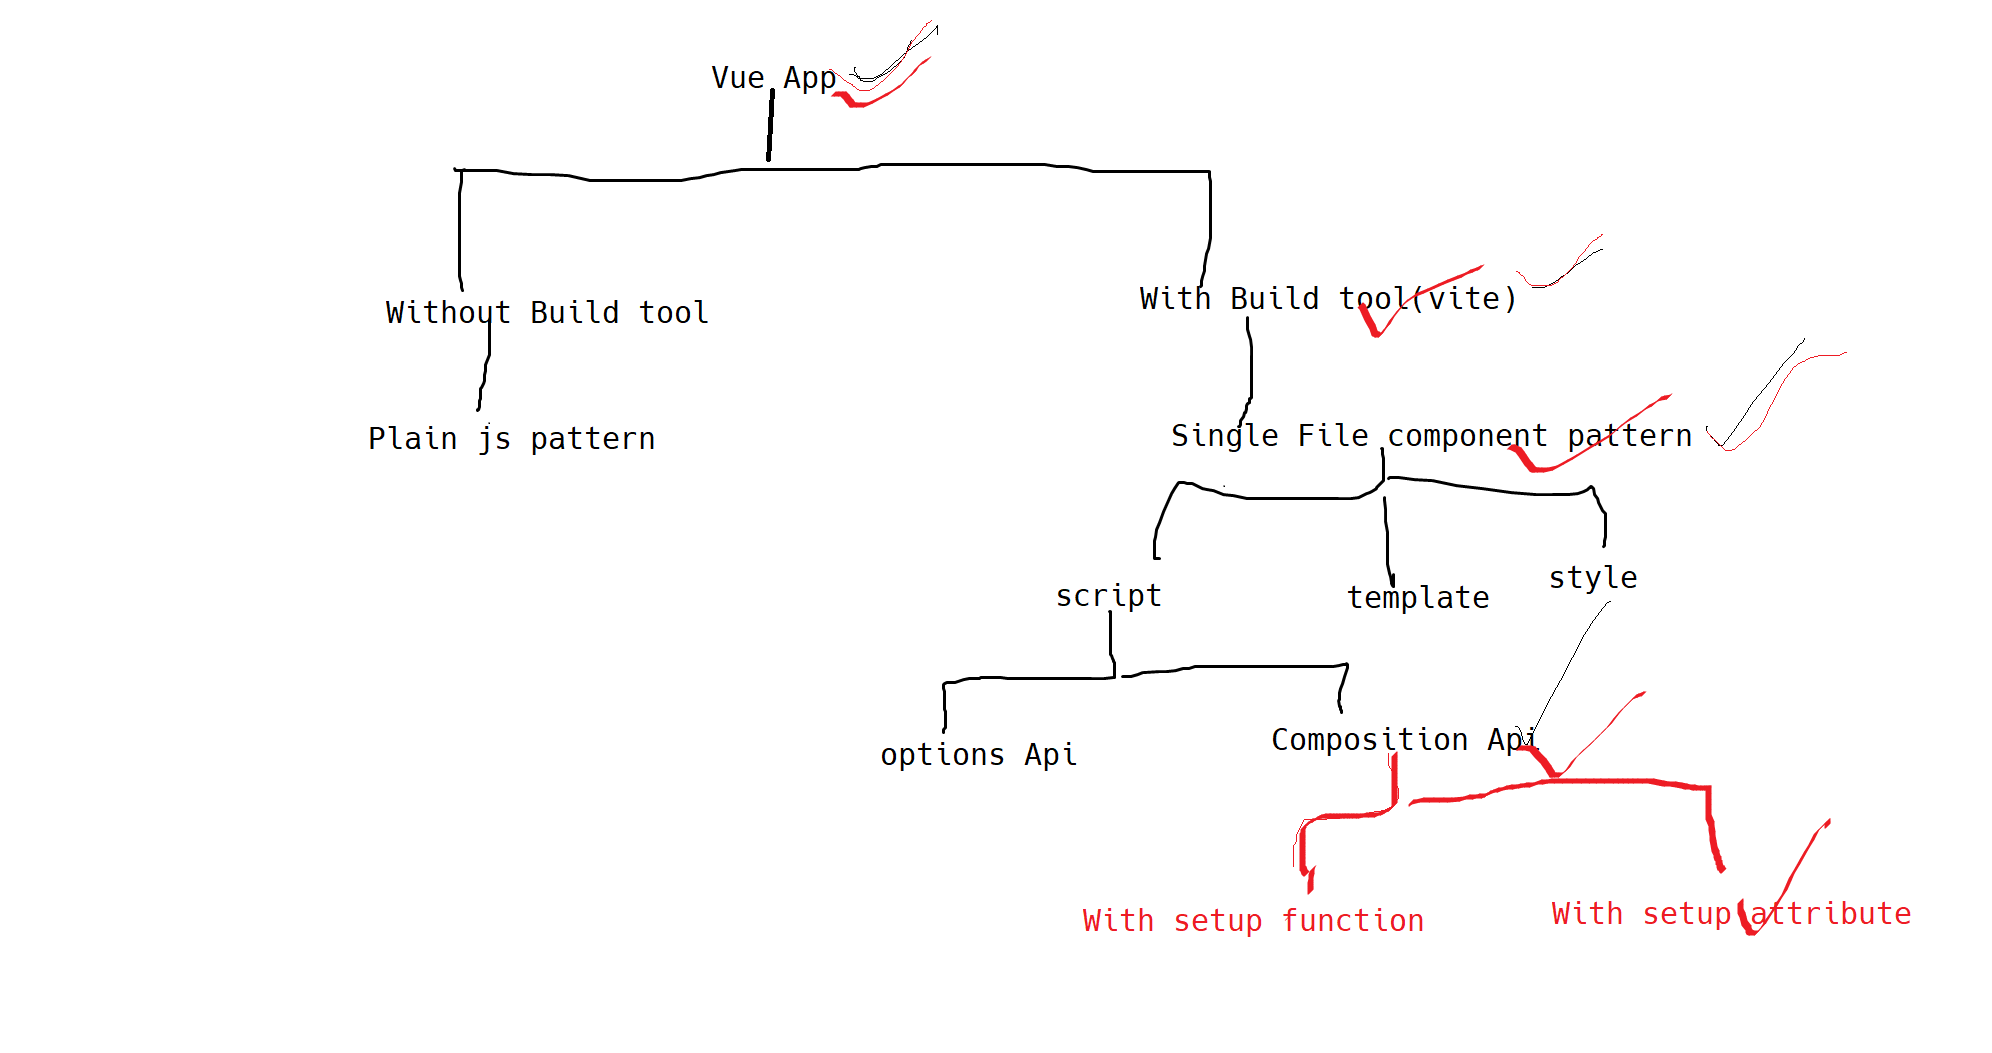 Vue App
Without Build tool
With Build tool(vite)
Plain js pattern
Single File component pattern
script
template
style
options Api
Composition Api
With setup function
With setup attribute